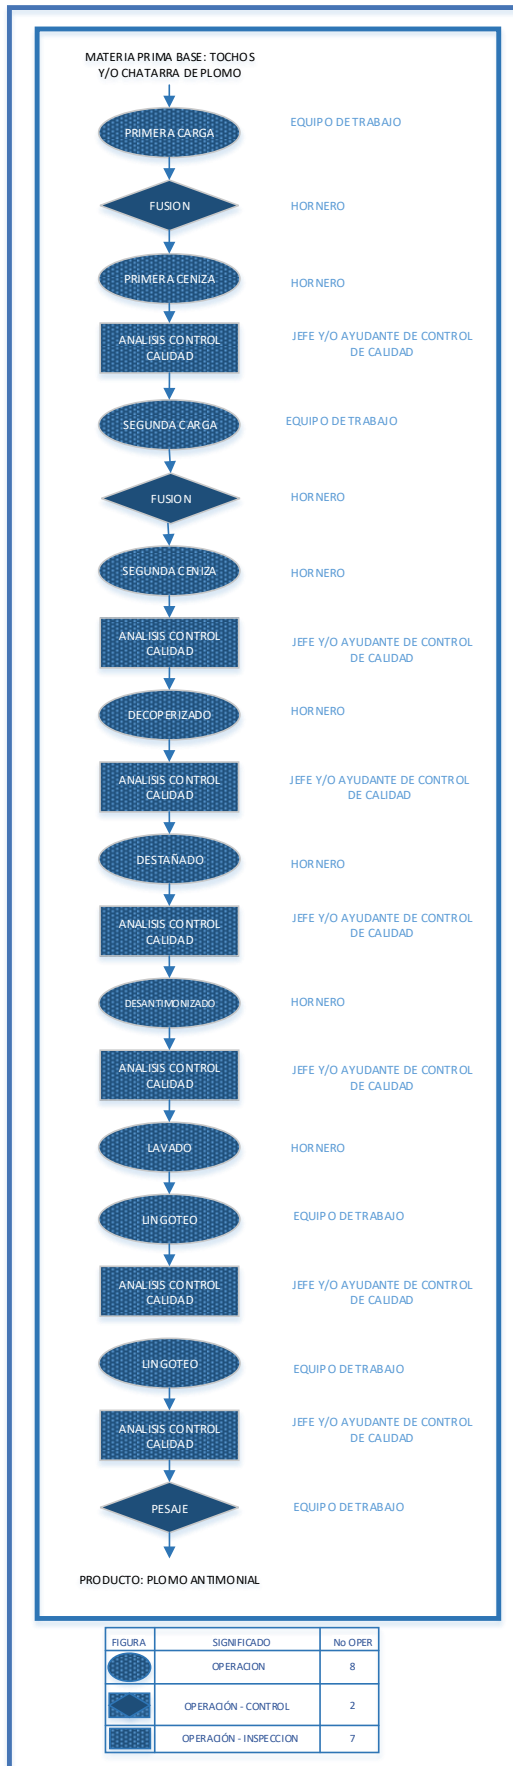 MATERIA PRIMA BASE: TOCHOS
Y/O CHATARRA DE PLOMO
PRIMERA CARGA
EQUIPO DE TRABAJO
FUSION
HORNERO
PRIMERA CENIZA
HORNERO
ANALISIS CONTROL
CALIDAD
JEFE Y/O AYUDANTE DE CONTROL
DE CALIDAD
SEGUNDA CARGA
EQUIPO DE TRABAJO
FUSION
HORNERO
SEGUNDA CENIZA
HORNERO
ANALISIS CONTROL
CALIDAD
JEFE Y/O AYUDANTE DE CONTROL
DE CALIDAD
DECOPERIZADO
HORNERO
ANALISIS CONTROL
CALIDAD
JEFE Y/O AYUDANTE DE CONTROL
DE CALIDAD
DESTAÑADO
HORNERO
ANALISIS CONTROL
CALIDAD
JEFE Y/O AYUDANTE DE CONTROL
DE CALIDAD
DESANTIMONIZADO
HORNERO
ANALISIS CONTROL
CALIDAD
JEFE Y/O AYUDANTE DE CONTROL
DE CALIDAD
LAVADO
HORNERO
LINGOTEO
EQUIPO DE TRABAJO
ANALISIS CONTROL
CALIDAD
JEFE Y/O AYUDANTE DE CONTROL
DE CALIDAD
LINGOTEO
EQUIPO DE TRABAJO
ANALISIS CONTROL
CALIDAD
JEFE Y/O AYUDANTE DE CONTROL
DE CALIDAD
PESAJE
EQUIPO DE TRABAJO
PRODUCTO: PLOMO ANTIMONIAL
FIGURA SIGNIFICADO No OPER
OPERACION 8
OPERACIÓN - CONTROL 2
OPERACIÓN - INSPECCION 7